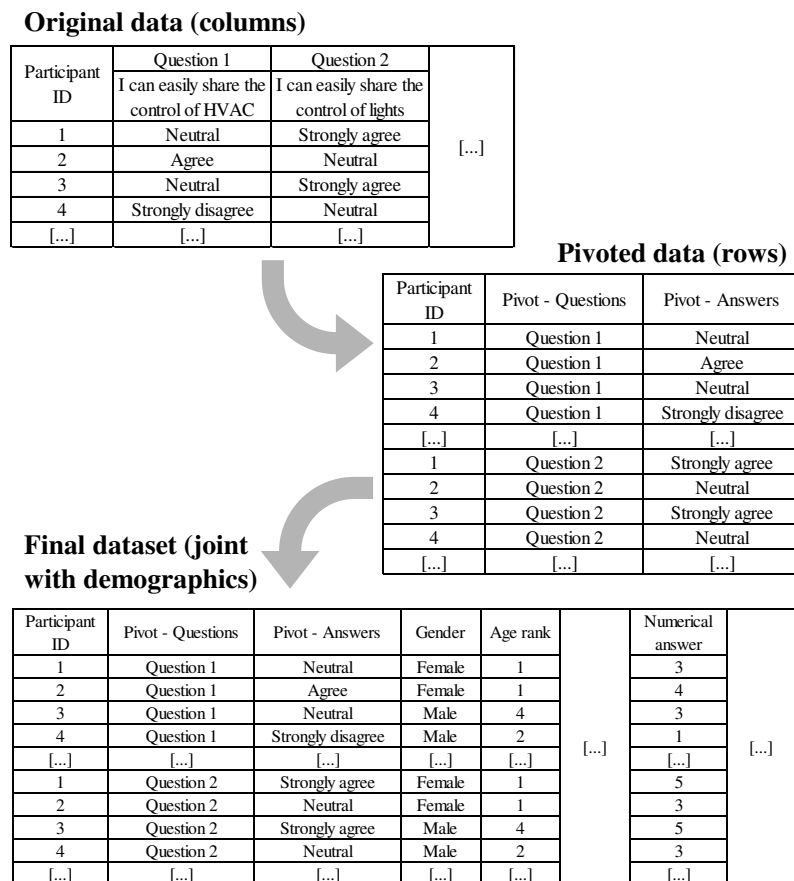 Original data (columns)
Participant ID | Question 1 | Question 2 | [...]
I can easily share the control of HVAC | I can easily share the control of lights
1 | Neutral | Strongly agree
2 | Agree | Neutral
3 | Neutral | Strongly agree
4 | Strongly disagree | Neutral
[...] | [...] | [...]
Pivoted data (rows)
Participant ID | Pivot - Questions | Pivot - Answers
1 | Question 1 | Neutral
2 | Question 1 | Agree
3 | Question 1 | Neutral
4 | Question 1 | Strongly disagree
[...] | [...] | [...]
1 | Question 2 | Strongly agree
2 | Question 2 | Neutral
3 | Question 2 | Strongly agree
4 | Question 2 | Neutral
[...] | [...] | [...]
Final dataset (joint
with demographics)
Participant ID | Pivot - Questions | Pivot - Answers | Gender | Age rank | [...] | Numerical answer | [...]
1 | Question 1 | Neutral | Female | 1 | 3
2 | Question 1 | Agree | Female | 1 | 4
3 | Question 1 | Neutral | Male | 4 | 3
4 | Question 1 | Strongly disagree | Male | 2 | 1
[...] | [...] | [...] | [...] | [...] | [...]
1 | Question 2 | Strongly agree | Female | 1 | 5
2 | Question 2 | Neutral | Female | 1 | 3
3 | Question 2 | Strongly agree | Male | 4 | 5
4 | Question 2 | Neutral | Male | 2 | 3
[...] | [...] | [...] | [...] | [...] | [...]